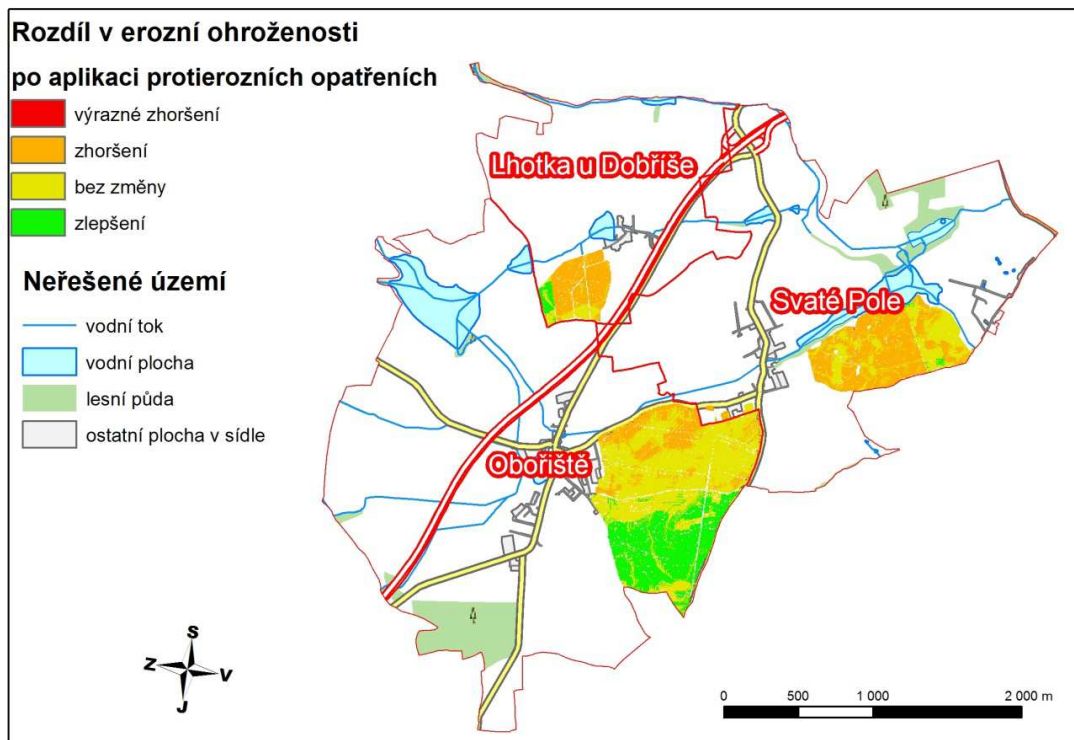 Rozdíl v erozní ohroženosti
po aplikaci protierozních opatřeních
výrazné zhoršení
zhoršení
bez změny
zlepšení
Neřešené území
vodní tok
vodní plocha
lesní půda
ostatní plocha v sídle
Lhotka u Dobříše
Svaté Pole
Obořiště
S
Z
V
J
0 500 1 000 2 000 m